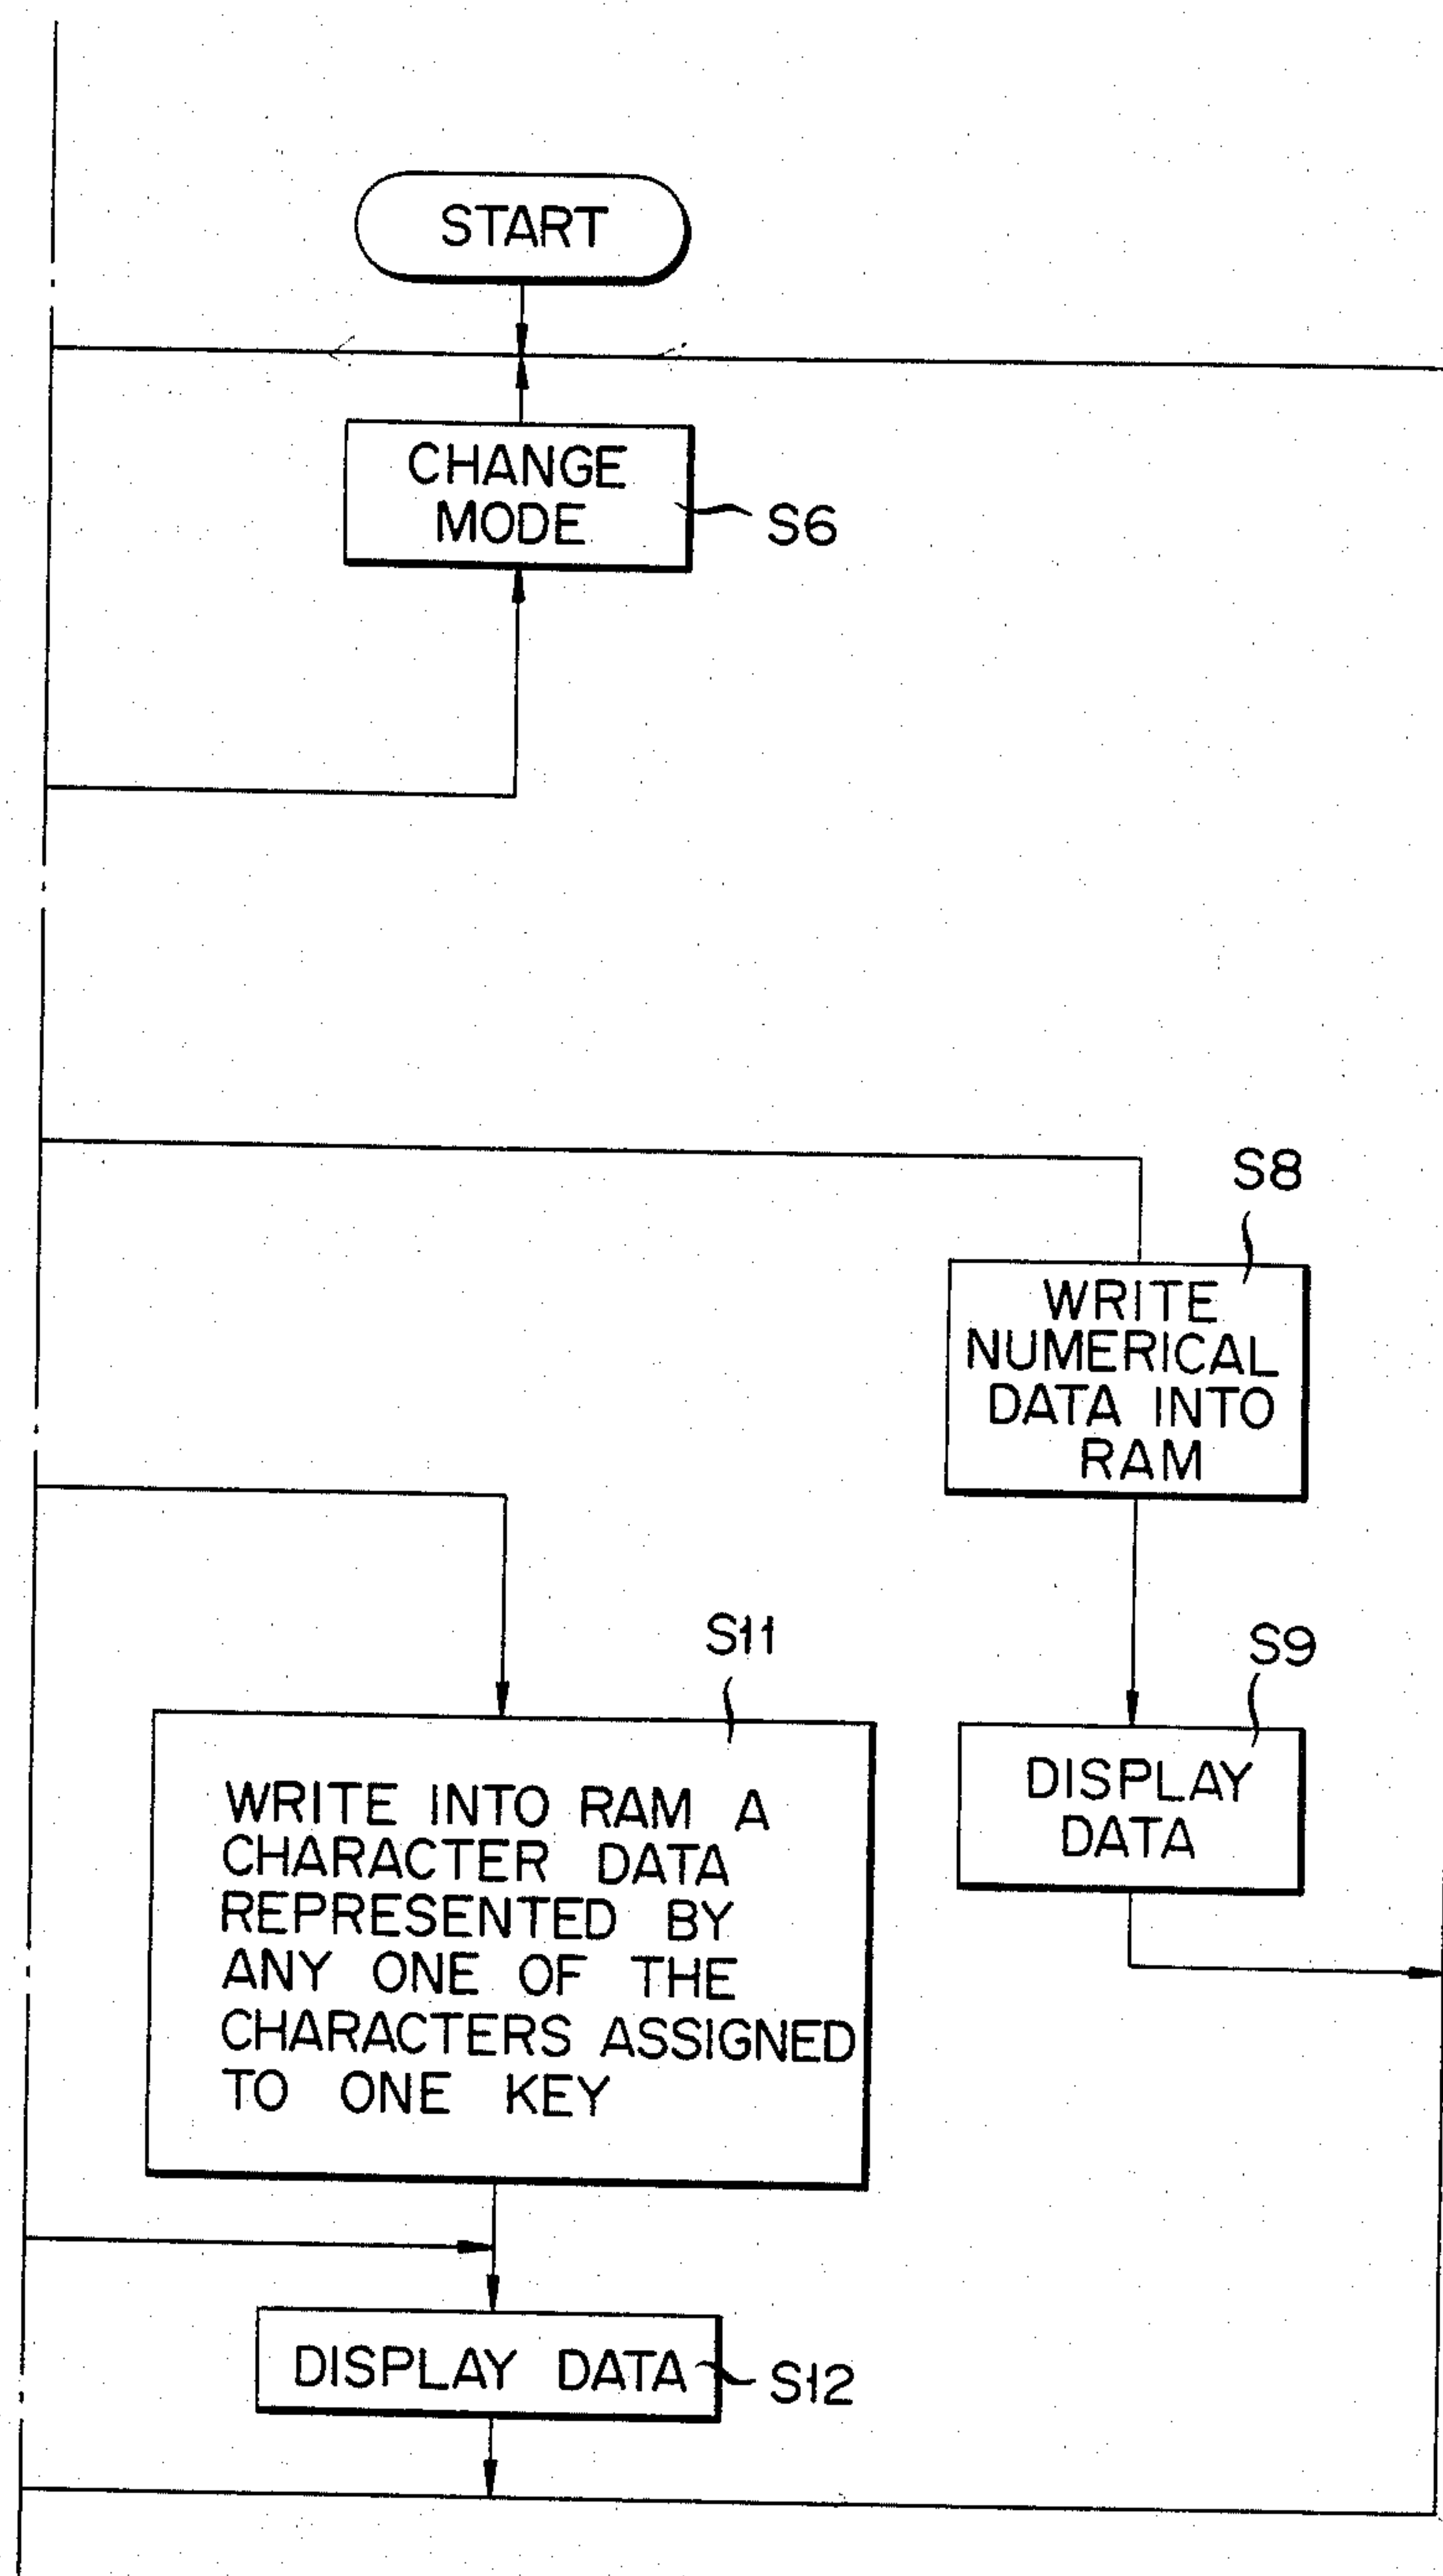 START
CHANGE
MODE
S6
S8
WRITE
NUMERICAL
DATA INTO
RAM
S11
S9
WRITE INTO RAM A
CHARACTER DATA
REPRESENTED BY
ANY ONE OF THE
CHARACTERS ASSIGNED
TO ONE KEY
DISPLAY
DATA
DISPLAY DATA
S12